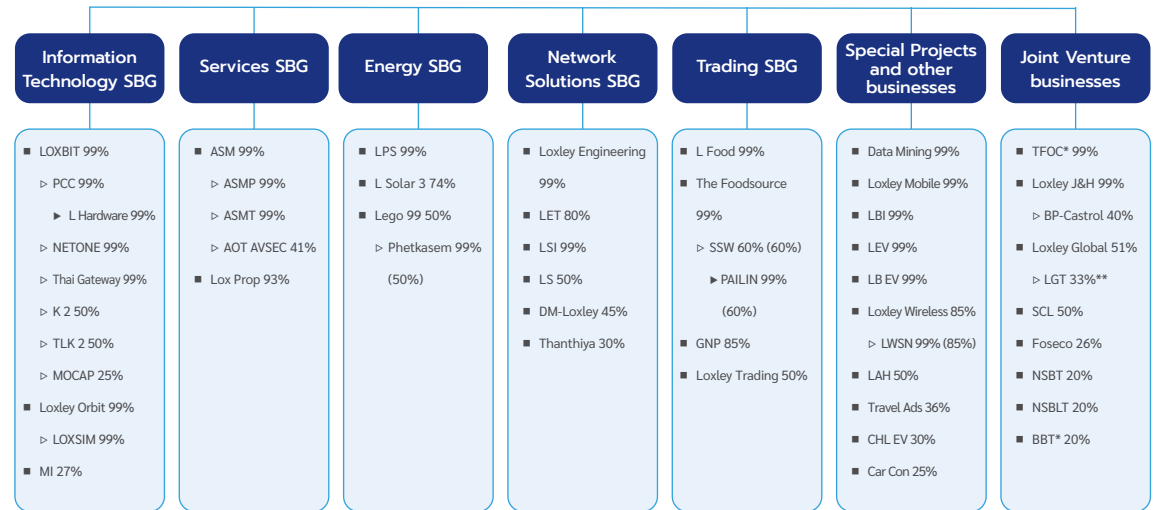 Information
Technology SBG
■ LOXBIT 99%
▷ PCC 99%
► L Hardware 99%
▷ NETONE 99%
▷ Thai Gateway 99%
▷ K 2 50%
▷ TLK 2 50%
▷ MOCAP 25%
■ Loxley Orbit 99%
▷ LOXSIM 99%
■ MI 27%
Services SBG
■ ASM 99%
▷ ASMP 99%
▷ ASMT 99%
▷ AOT AVSEC 41%
■ Lox Prop 93%
Energy SBG
■ LPS 99%
■ L Solar 3 74%
■ Lego 99 50%
▷ Phetkasem 99%
(50%)
Network
Solutions SBG
■ Loxley Engineering
99%
■ LET 80%
■ LSI 99%
■ LS 50%
■ DM-Loxley 45%
■ Thanthiya 30%
Trading SBG
■ L Food 99%
■ The Foodsource
99%
▷ SSW 60% (60%)
► PAILIN 99%
(60%)
■ GNP 85%
■ Loxley Trading 50%
Special Projects
and other
businesses
■ Data Mining 99%
■ Loxley Mobile 99%
■ LBI 99%
■ LEV 99%
■ LB EV 99%
■ Loxley Wireless 85%
▷ LWSN 99% (85%)
■ LAH 50%
■ Travel Ads 36%
■ CHL EV 30%
■ Car Con 25%
Joint Venture
businesses
■ TFOC* 99%
■ Loxley J&H 99%
▷ BP-Castrol 40%
■ Loxley Global 51%
▷ LGT 33%**
■ SCL 50%
■ Foseco 26%
■ NSBT 20%
■ NSBLT 20%
■ BBT* 20%